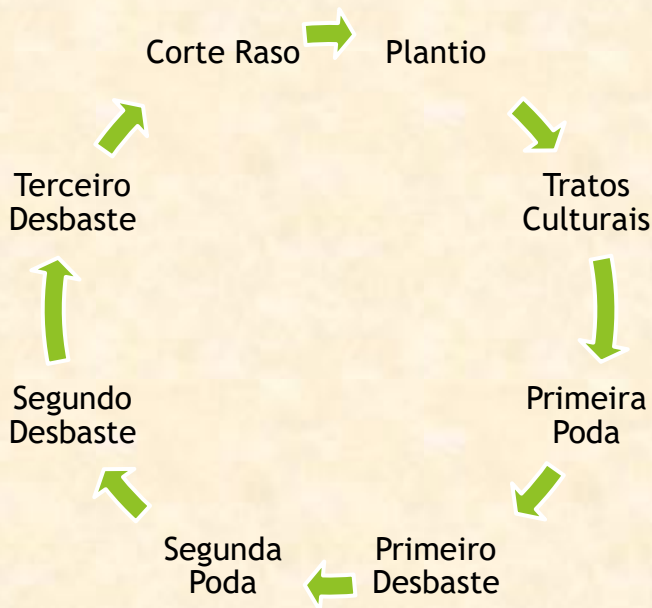 Corte Raso
Plantio
Tratos
Culturais
Primeira
Poda
Primeiro
Desbaste
Segunda
Poda
Segundo
Desbaste
Terceiro
Desbaste